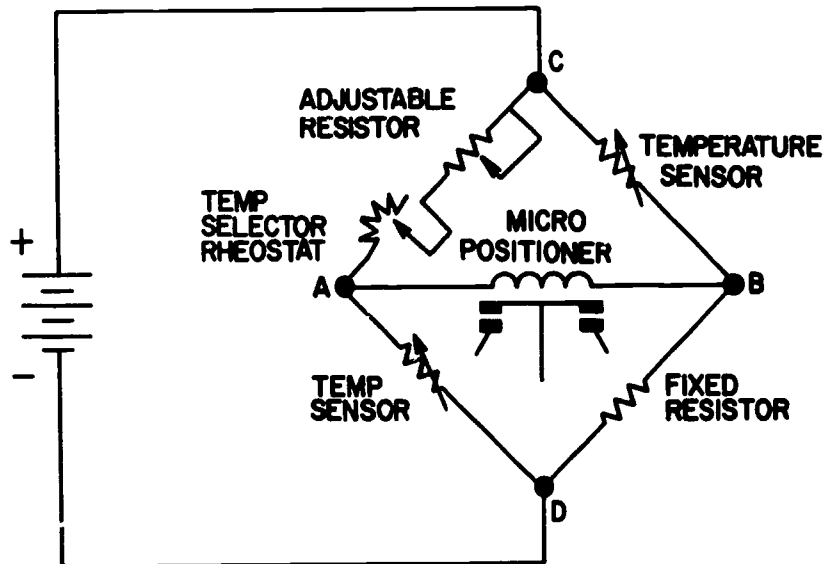 C
ADJUSTABLE
RESISTOR
TEMPERATURE
SENSOR
TEMP
SELECTOR
RHEOSTAT
MICRO
POSITIONER
+
A
B
-
TEMP
SENSOR
FIXED
RESISTOR
D